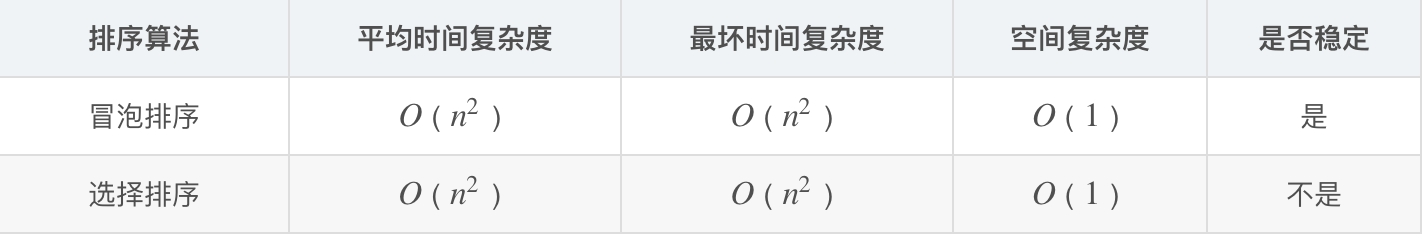 排序算法 平均时间复杂度 最坏时间复杂度 空间复杂度 是否稳定
冒泡排序 O ( n² ) O ( n² ) O ( 1 ) 是
选择排序 O ( n² ) O ( n² ) O ( 1 ) 不是